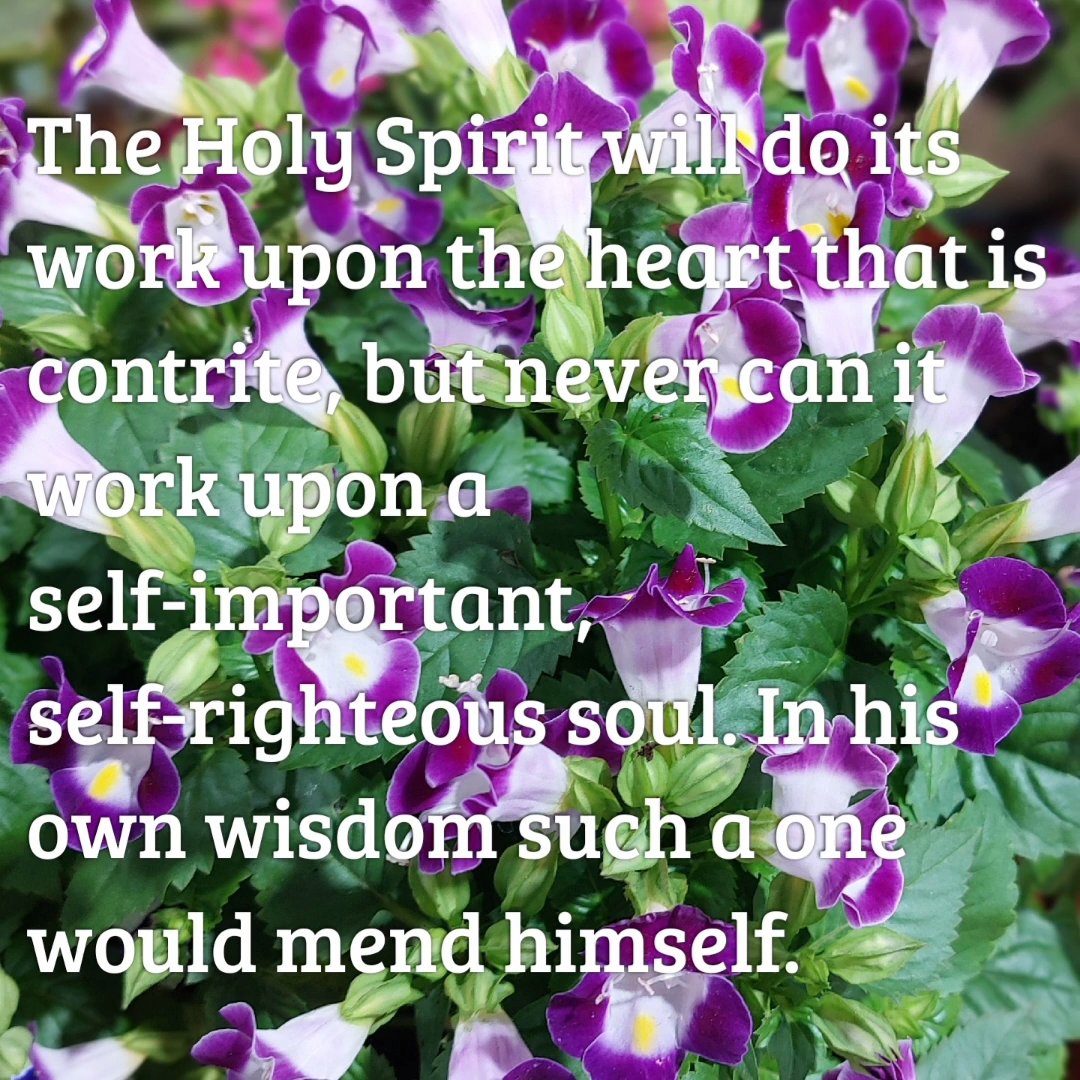 The Holy Spirit will do its
work upon the heart that is
contrite, but never can it
work upon a
self-important,
self-righteous soul. In his
own wisdom such a one
would mend himself.